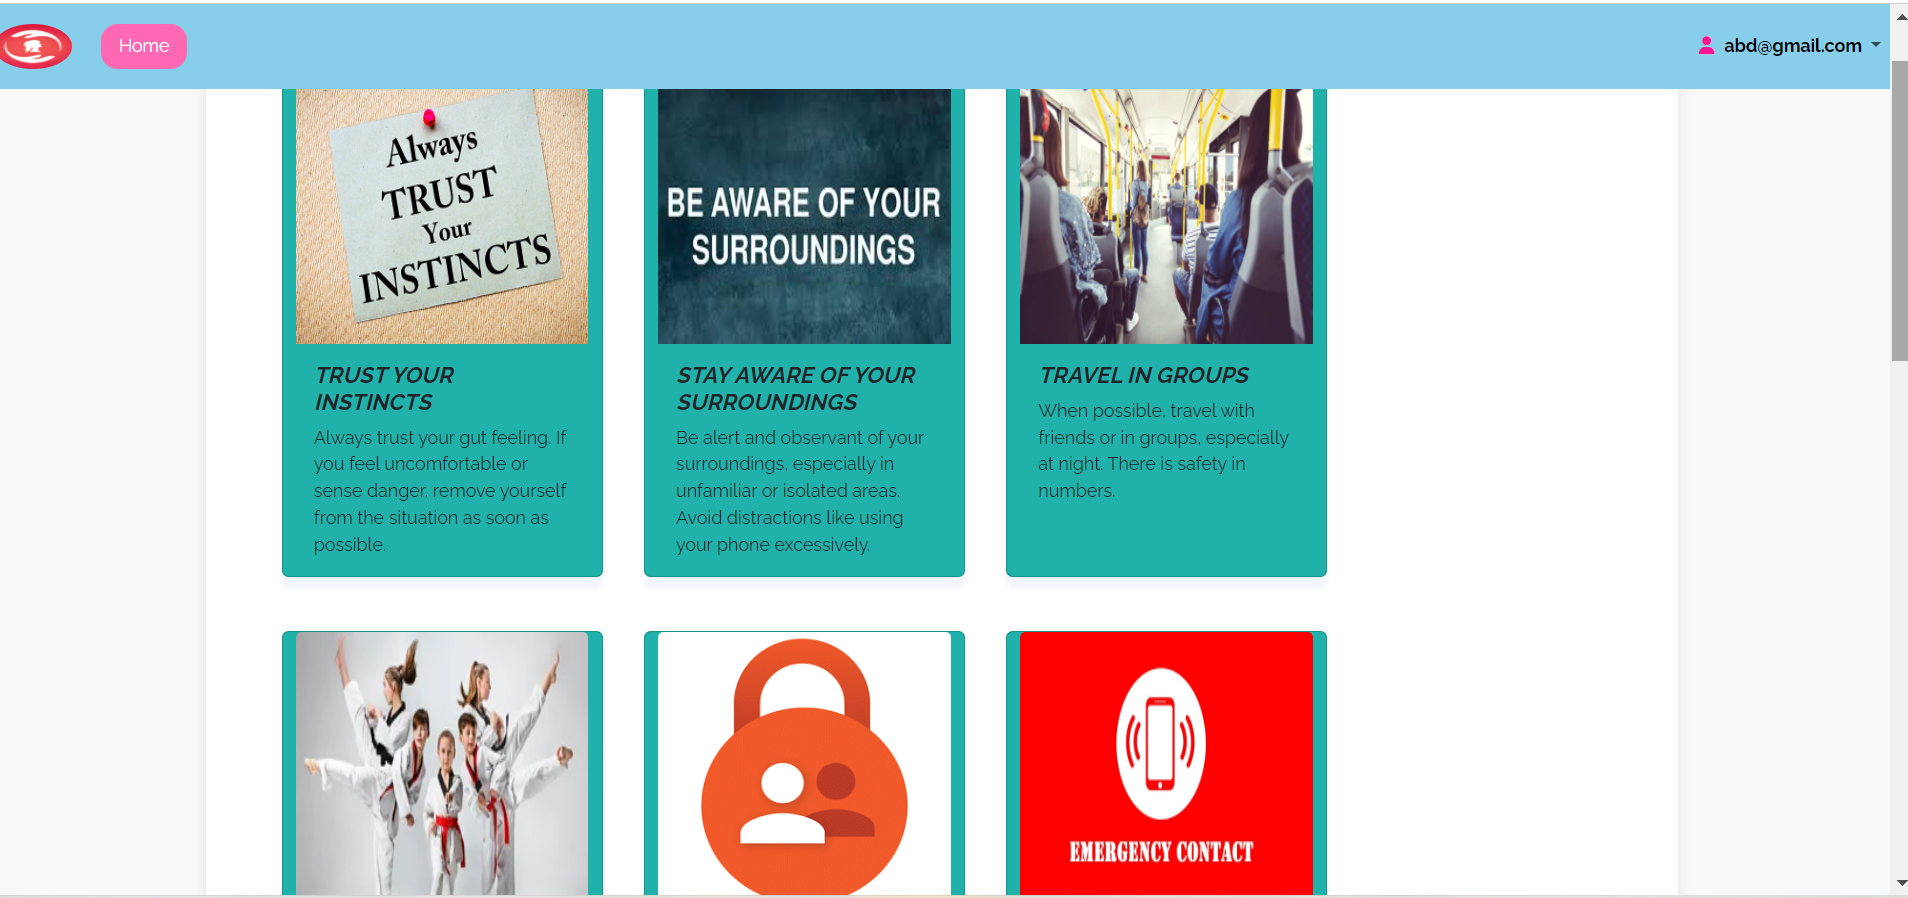 Home
abd@gmail.com
Always
TRUST
Your
INSTINCTS
BE AWARE OF YOUR
SURROUNDINGS
TRUST YOUR
INSTINCTS
Always trust your gut feeling. If
you feel uncomfortable or
sense danger, remove yourself
from the situation as soon as
possible.
STAY AWARE OF YOUR
SURROUNDINGS
Be alert and observant of your
surroundings, especially in
unfamiliar or isolated areas.
Avoid distractions like using
your phone excessively.
TRAVEL IN GROUPS
When possible, travel with
friends or in groups, especially
at night. There is safety in
numbers.
EMERGENCY CONTACT